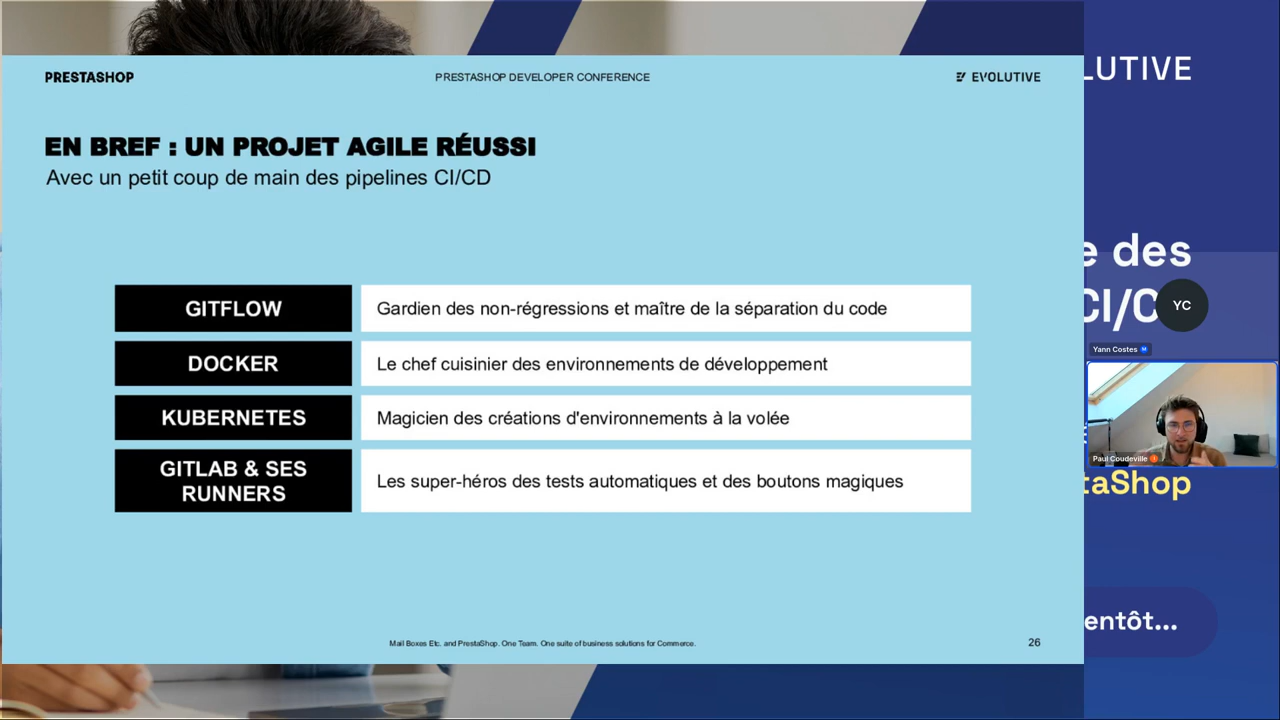 PRESTASHOP
PRESTASHOP DEVELOPER CONFERENCE
EVOLUTIVE
EN BREF : UN PROJET AGILE RÉUSSI
Avec un petit coup de main des pipelines CI/CD
GITFLOW
Gardien des non-régressions et maître de la séparation du code
DOCKER
Le chef cuisinier des environnements de développement
KUBERNETES
Magicien des créations d'environnements à la volée
GITLAB & SES
RUNNERS
Les super-héros des tests automatiques et des boutons magiques
Mail Boxes Etc. and PrestaShop. One Team. One suite of business solutions for Commerce.
26
LUTIVE
e des
CI/C
YC
Yann Costes
Paul Coudeville
taShop
entôt...